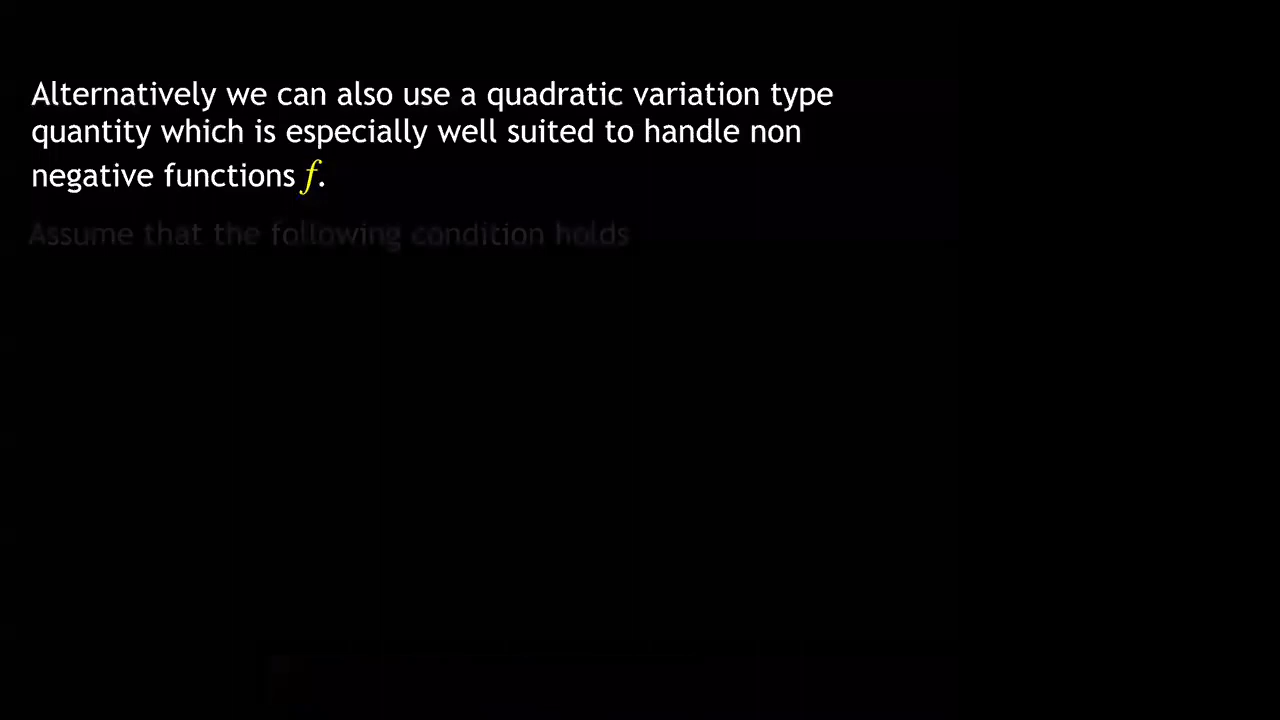 Alternatively we can also use a quadratic variation type
quantity which is especially well suited to handle non
negative functions f.
Assume that the following condition holds